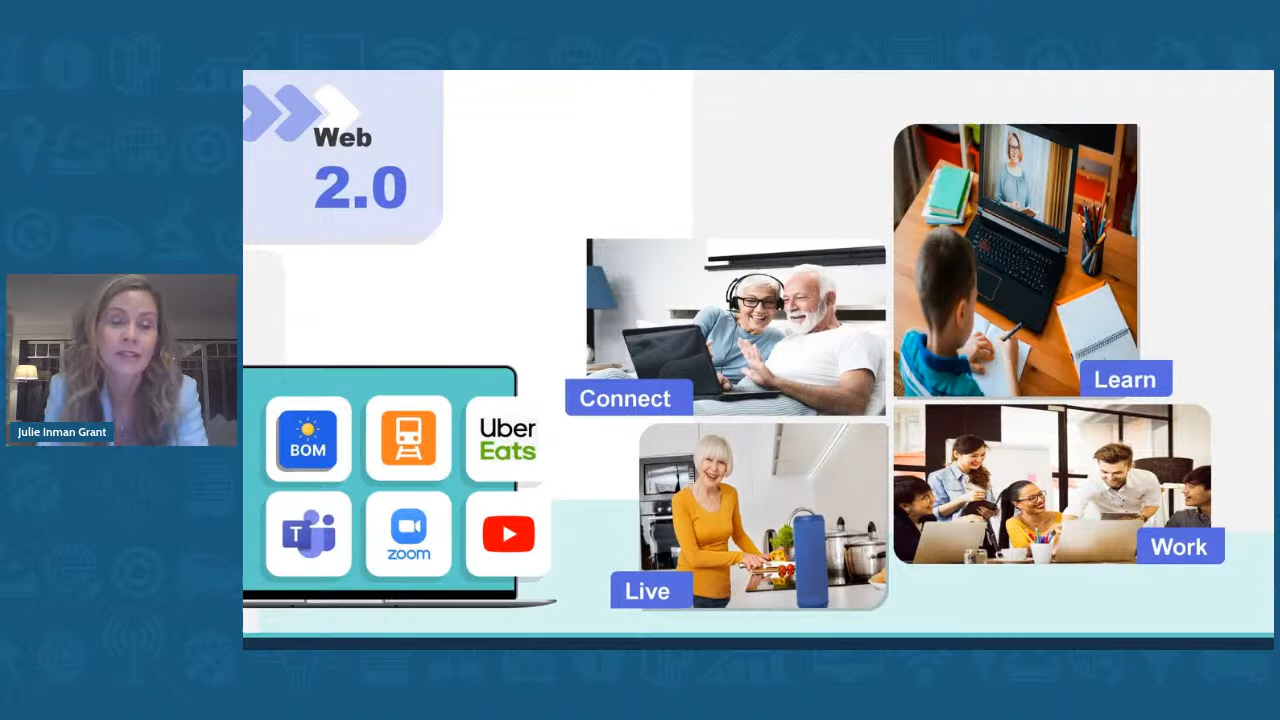 Web
2.0
Learn
Connect
BOM
Uber
Eats
Julie Inman Grant
T
zoom
Work
Live